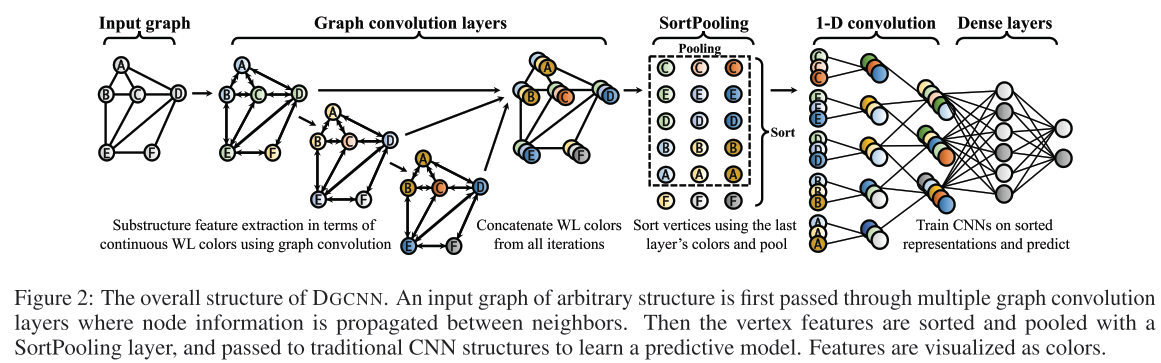 Input graph
Graph convolution layers
SortPooling
1-D convolution
Dense layers
A
B C D
E F
A
B C D
E F
A
B C D
E F
A
B C D
E F
A
B C D
E F
Pooling
C C C
E E E
D D D
B B B
A A A
F F F
Sort
C
C
C
E
E
E
D
D
D
B
B
B
A
A
A
Substructure feature extraction in terms of
continuous WL colors using graph convolution
Concatenate WL colors
from all iterations
Sort vertices using the last
layer's colors and pool
Train CNNs on sorted
representations and predict
Figure 2: The overall structure of DGCNN. An input graph of arbitrary structure is first passed through multiple graph convolution
layers where node information is propagated between neighbors. Then the vertex features are sorted and pooled with a
SortPooling layer, and passed to traditional CNN structures to learn a predictive model. Features are visualized as colors.